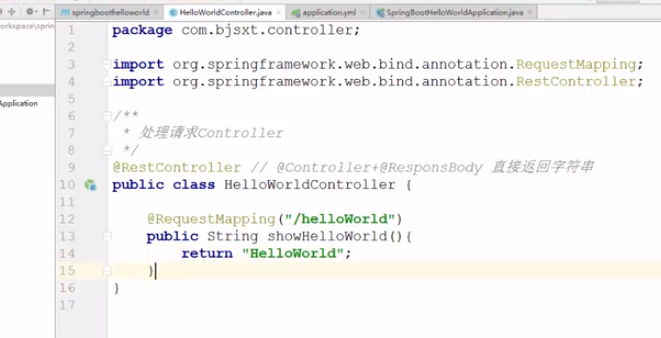 springboothelloworld HelloWorldController.java application.yml SpringBootHelloWorldApplication.java
Application
1 package com.bjsxt.controller;
2
3 import org.springframework.web.bind.annotation.RequestMapping;
4 import org.springframework.web.bind.annotation.RestController;
5
6 /**
7 * 处理请求Controller
8 */
9 @RestController // @Controller+@ResponsBody 直接返回字符串
10 public class HelloWorldController {
11
12 @RequestMapping("/helloWorld")
13 public String showHelloWorld(){
14 return "HelloWorld";
15 }
16 }
17